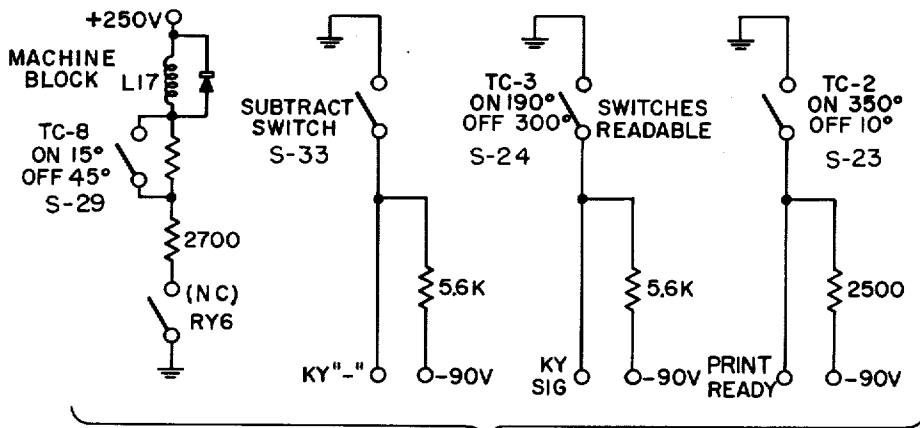 +250V
MACHINE
BLOCK
L17
TC-8
ON 15°
OFF 45°
S-29
2700
(NC)
RY6
SUBTRACT
SWITCH
S-33
5.6K
KY "-"
-90V
TC-3
ON 190°
OFF 300°
S-24
SWITCHES
READABLE
5.6K
KY
SIG
-90V
TC-2
ON 350°
OFF 10°
S-23
2500
PRINT
READY
-90V